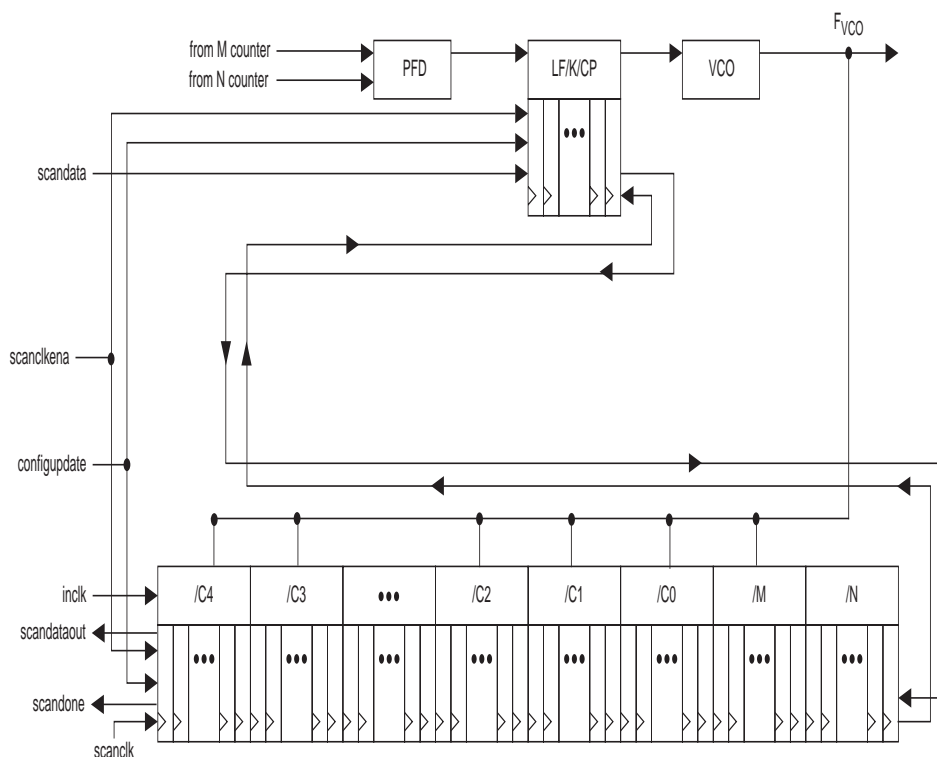 F_VCO
from M counter
from N counter
PFD
LF/K/CP
VCO
scandata
scanclkena
configupdate
inclk
/C4
/C3
/C2
/C1
/C0
/M
/N
scandataout
scandone
scanclk